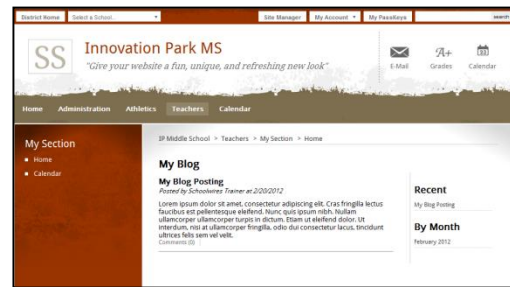 District Home Select a School... Site Manager My Account My PassKeys search
SS
Innovation Park MS
"Give your website a fun, unique, and refreshing new look"
E-Mail A+ Grades Calendar
Home Administration Athletics Teachers Calendar
My Section
Home
Calendar
IP Middle School > Teachers > My Section > Home
My Blog
My Blog Posting
Posted by Schoolwires Trainer at 2/20/2012
Lorem ipsum dolor sit amet, consectetur adipiscing elit. Cras fringilla lectus
faucibus est pellentesque eleifend. Nunc quis ipsum nibh. Nullam
ullamcorper ullamcorper turpis in dictum. Etiam ut eleifend dolor. Ut
interdum, nisi at ullamcorper fringilla, odio dui consectetur lacus, tincidunt
ultrices felis sem vel velit.
Comments (0)
Recent
My Blog Posting
By Month
February 2012